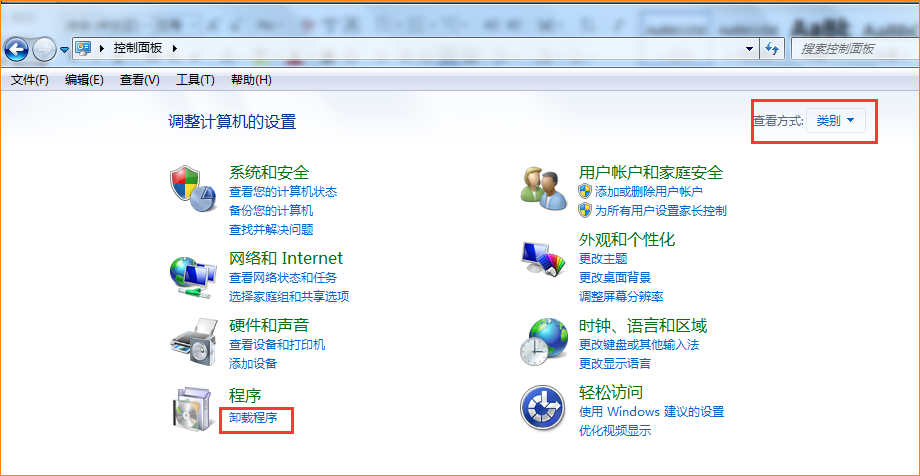 控制面板
搜索控制面板
文件(F) 编辑(E) 查看(V) 工具(T) 帮助(H)
调整计算机的设置
查看方式: 类别
系统和安全
查看您的计算机状态
备份您的计算机
查找并解决问题
网络和 Internet
查看网络状态和任务
选择家庭组和共享选项
硬件和声音
查看设备和打印机
添加设备
程序
卸载程序
用户帐户和家庭安全
添加或删除用户帐户
为所有用户设置家长控制
外观和个性化
更改主题
更改桌面背景
调整屏幕分辨率
时钟、语言和区域
更改键盘或其他输入法
更改显示语言
轻松访问
使用 Windows 建议的设置
优化视频显示